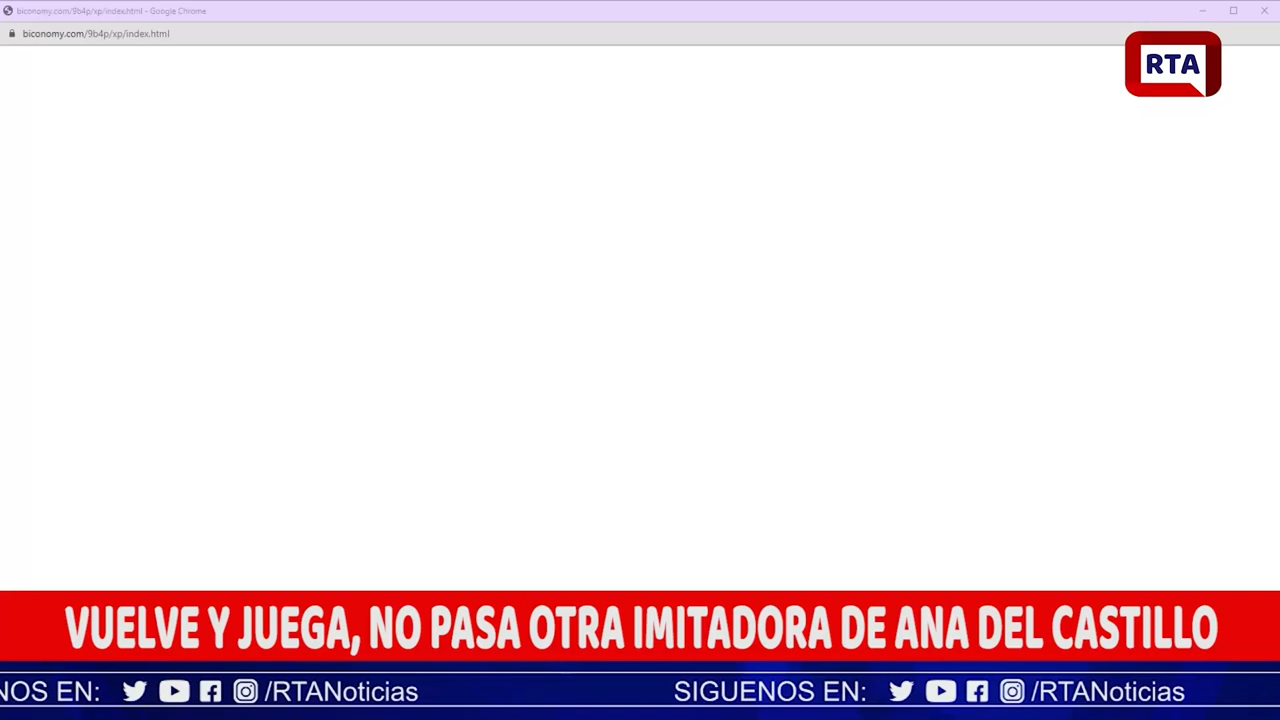 biconomy.com/9b4p/xp/index.html - Google Chrome
biconomy.com/9b4p/xp/index.html
RTA
VUELVE Y JUEGA, NO PASA OTRA IMITADORA DE ANA DEL CASTILLO
NOS EN: /RTANoticias SIGUENOS EN: /RTANoticias